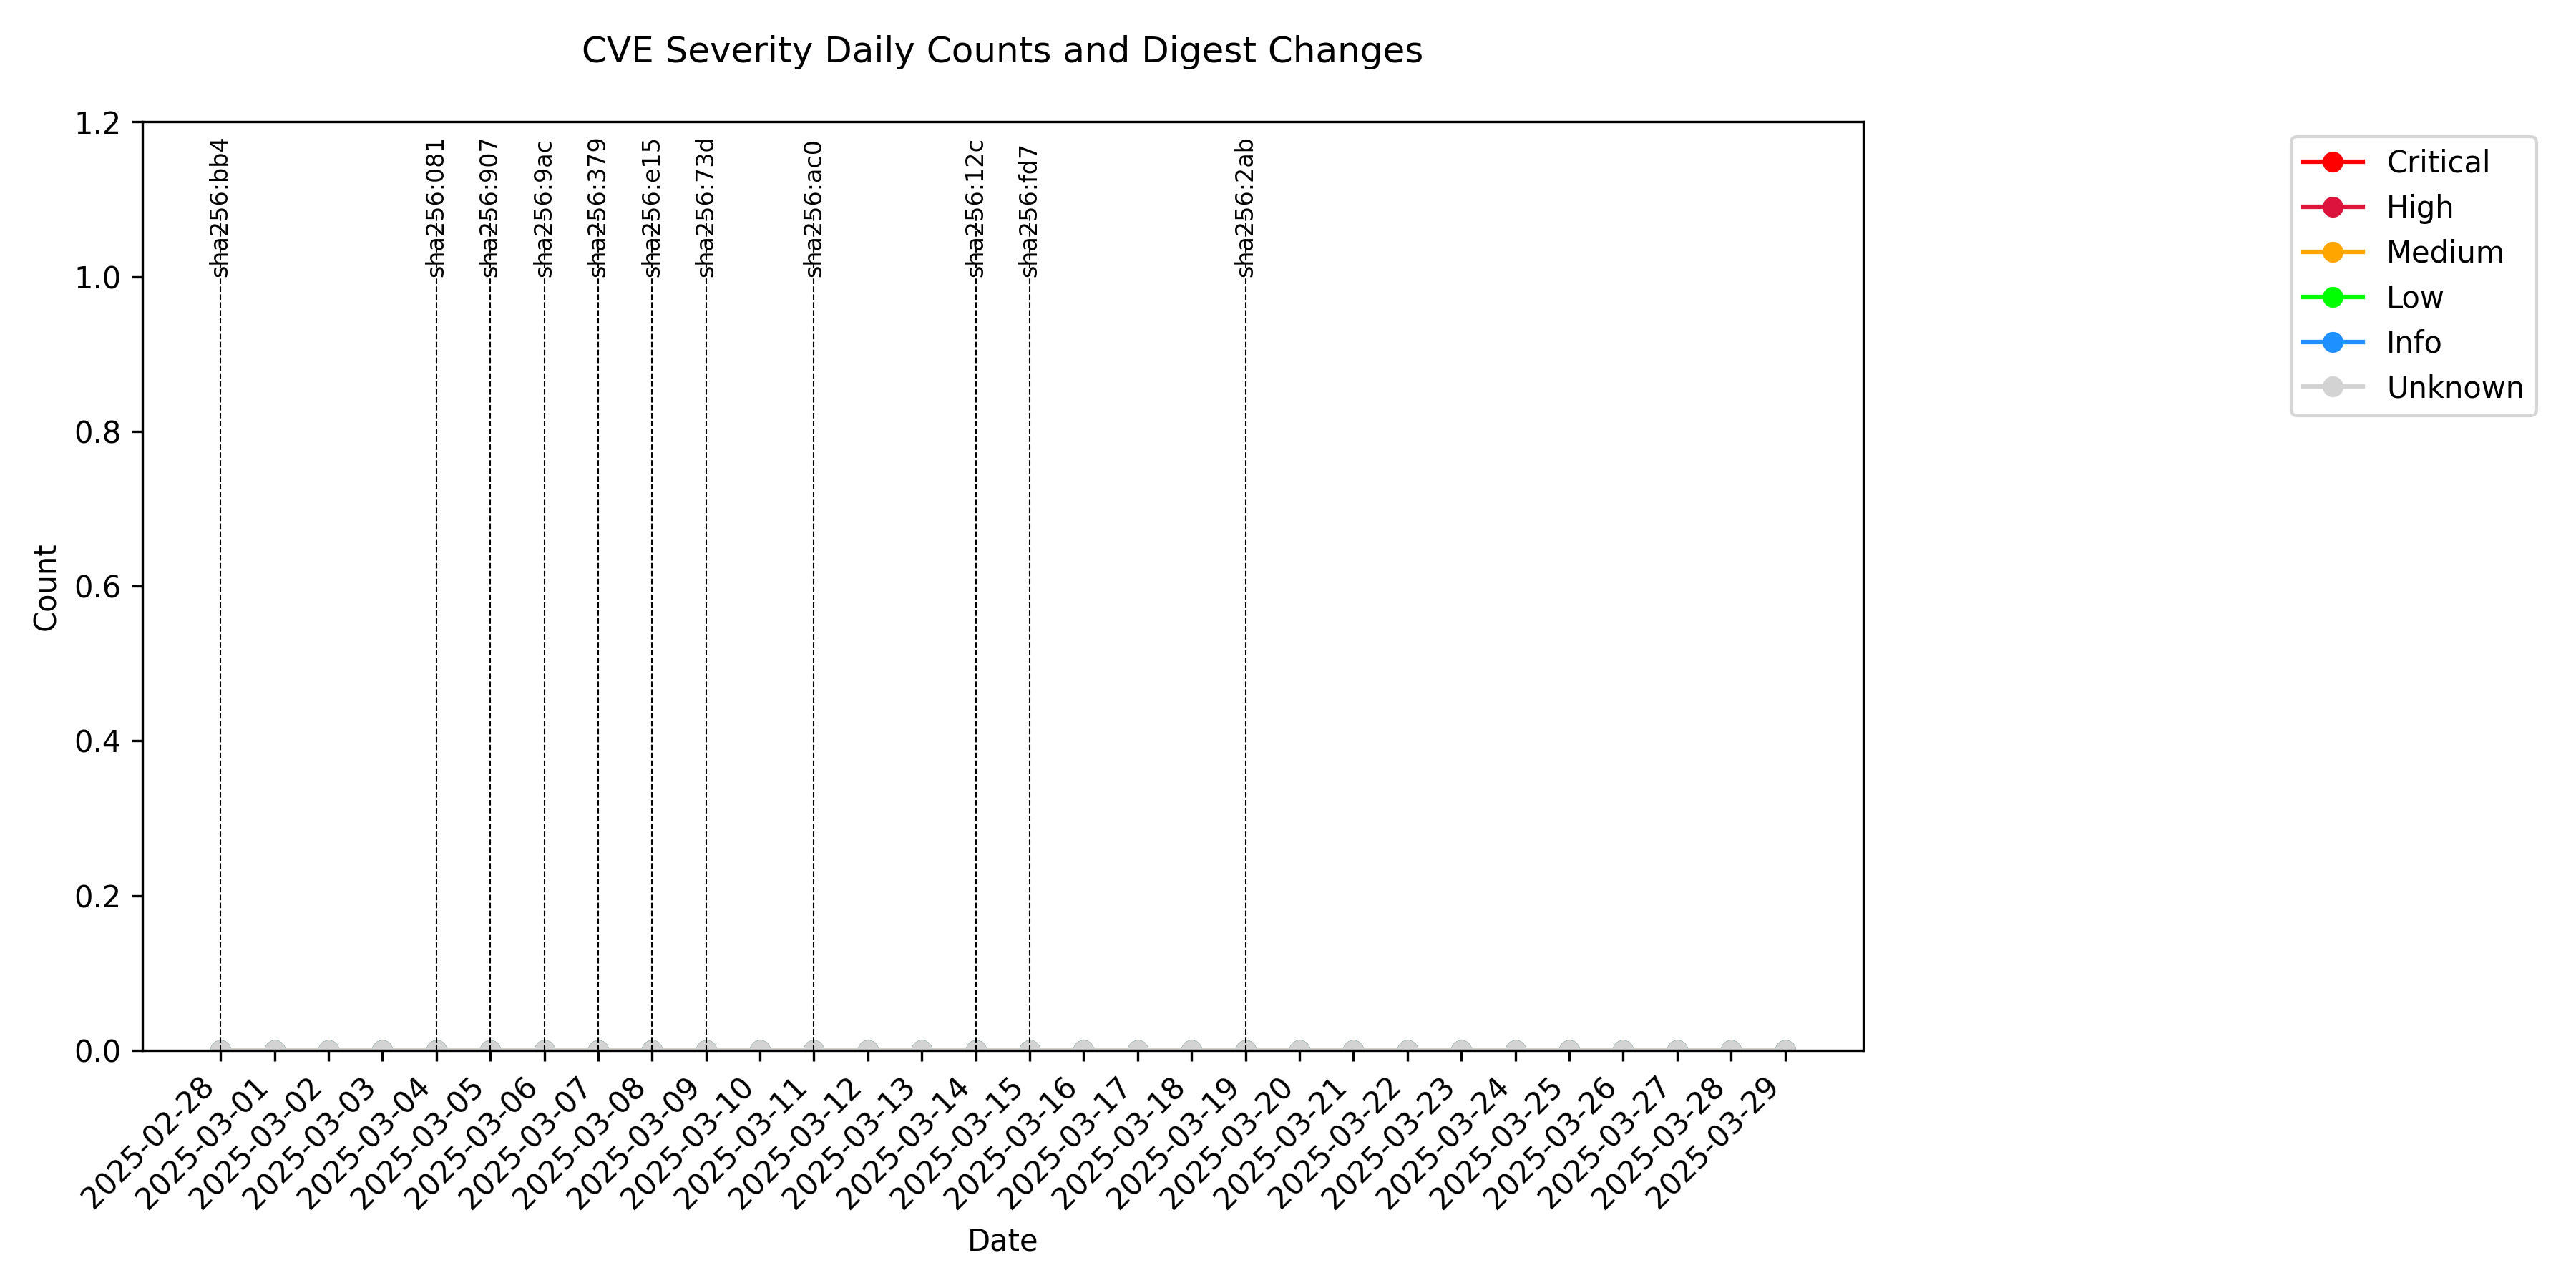 CVE Severity Daily Counts and Digest Changes
1.2
1.0
0.8
0.6
0.4
0.2
0.0
Count
sha256:bb4
sha256:081
sha256:907
sha256:9ac
sha256:379
sha256:e15
sha256:73d
sha256:ac0
sha256:12c
sha256:fd7
sha256:2ab
Critical
High
Medium
Low
Info
Unknown
2025-02-28
2025-03-01
2025-03-02
2025-03-03
2025-03-04
2025-03-05
2025-03-06
2025-03-07
2025-03-08
2025-03-09
2025-03-10
2025-03-11
2025-03-12
2025-03-13
2025-03-14
2025-03-15
2025-03-16
2025-03-17
2025-03-18
2025-03-19
2025-03-20
2025-03-21
2025-03-22
2025-03-23
2025-03-24
2025-03-25
2025-03-26
2025-03-27
2025-03-28
2025-03-29
Date